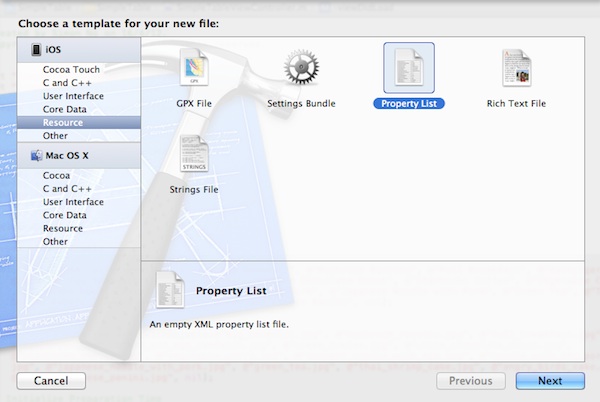 Choose a template for your new file:
iOS
Cocoa Touch
C and C++
User Interface
Core Data
Resource
Other
Mac OS X
Cocoa
C and C++
User Interface
Core Data
Resource
Other
GPX
GPX File
Settings Bundle
Property List
Rich Text File
STRINGS
Strings File
Property List
An empty XML property list file.
Cancel
Previous
Next